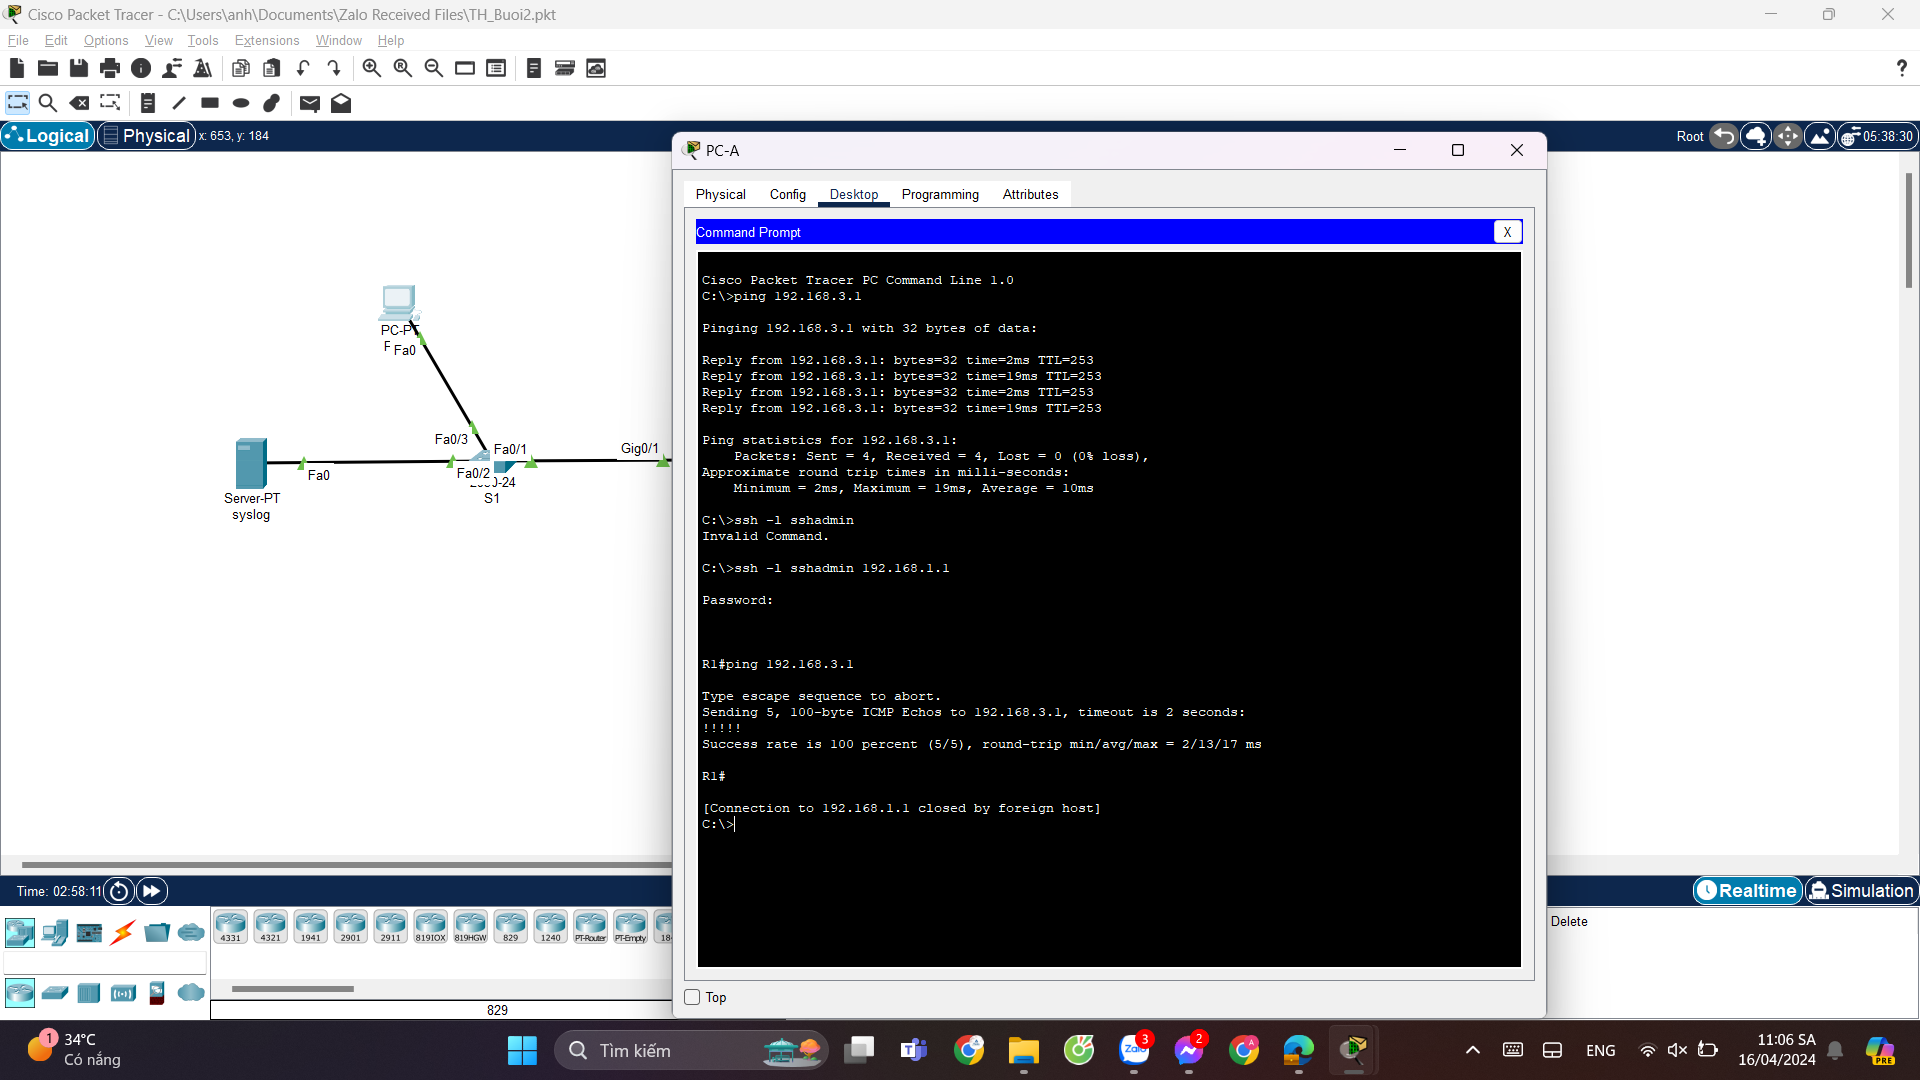 Cisco Packet Tracer - C:\Users\anh\Documents\Zalo Received Files\TH_Buoi2.pkt
File Edit Options View Tools Extensions Window Help
?
Logical Physical x: 653, y: 184
Root 05:38:30
PC-PT
Fa0
Fa0/3
Fa0/1
Gig0/1
Fa0
Fa0/2
Server-PT
syslog
S1
PC-A
Physical Config Desktop Programming Attributes
Command Prompt
X
Cisco Packet Tracer PC Command Line 1.0
C:\>ping 192.168.3.1
Pinging 192.168.3.1 with 32 bytes of data:
Reply from 192.168.3.1: bytes=32 time=2ms TTL=253
Reply from 192.168.3.1: bytes=32 time=19ms TTL=253
Reply from 192.168.3.1: bytes=32 time=2ms TTL=253
Reply from 192.168.3.1: bytes=32 time=19ms TTL=253
Ping statistics for 192.168.3.1:
Packets: Sent = 4, Received = 4, Lost = 0 (0% loss),
Approximate round trip times in milli-seconds:
Minimum = 2ms, Maximum = 19ms, Average = 10ms
C:\>ssh -l sshadmin
Invalid Command.
C:\>ssh -l sshadmin 192.168.1.1
Password:
R1#ping 192.168.3.1
Type escape sequence to abort.
Sending 5, 100-byte ICMP Echos to 192.168.3.1, timeout is 2 seconds:
!!!!!
Success rate is 100 percent (5/5), round-trip min/avg/max = 2/13/17 ms
R1#
[Connection to 192.168.1.1 closed by foreign host]
C:\>
Top
Time: 02:58:11
Realtime Simulation
4331 4321 1941 2901 2911 819IOX 819HGW 829 1240 PT-Router PT-Empty
829
Delete
1 34°C
Có nắng
Tìm kiếm
Zalo 3
2
ENG
11:06 SA
16/04/2024
PRE